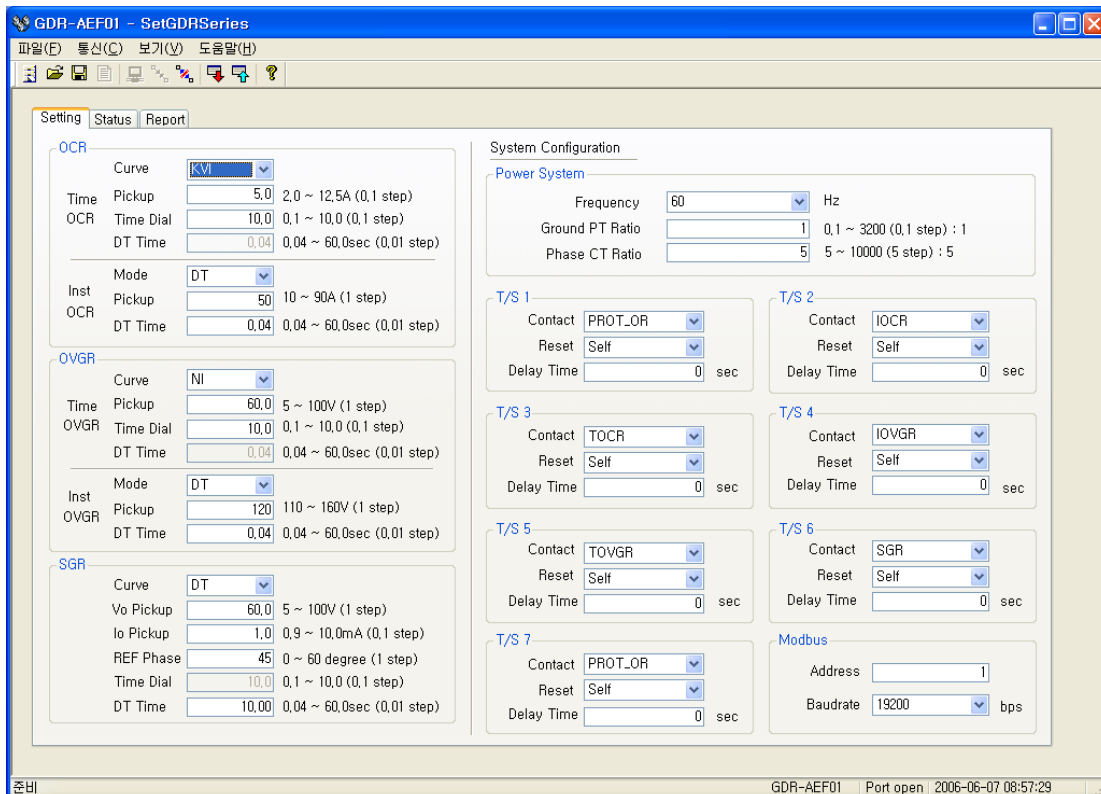 GDR-AEF01 - SetGDRSeries
파일(F) 통신(C) 보기(V) 도움말(H)
Setting Status Report
OCR
Time OCR
Curve KVI
Pickup 5.0 2.0 ~ 12.5A (0.1 step)
Time Dial 10.0 0.1 ~ 10.0 (0.1 step)
DT Time 0.04 0.04 ~ 60.0sec (0.01 step)
Inst OCR
Mode DT
Pickup 50 10 ~ 90A (1 step)
DT Time 0.04 0.04 ~ 60.0sec (0.01 step)
OVGR
Time OVGR
Curve NI
Pickup 60.0 5 ~ 100V (1 step)
Time Dial 10.0 0.1 ~ 10.0 (0.1 step)
DT Time 0.04 0.04 ~ 60.0sec (0.01 step)
Inst OVGR
Mode DT
Pickup 120 110 ~ 160V (1 step)
DT Time 0.04 0.04 ~ 60.0sec (0.01 step)
SGR
Curve DT
Vo Pickup 60.0 5 ~ 100V (1 step)
Io Pickup 1.0 0.9 ~ 10.0mA (0.1 step)
REF Phase 45 0 ~ 60 degree (1 step)
Time Dial 10.0 0.1 ~ 10.0 (0.1 step)
DT Time 10.00 0.04 ~ 60.0sec (0.01 step)
System Configuration
Power System
Frequency 60 Hz
Ground PT Ratio 1 0.1 ~ 3200 (0.1 step) : 1
Phase CT Ratio 5 5 ~ 10000 (5 step) : 5
T/S 1
Contact PROT_OR
Reset Self
Delay Time 0 sec
T/S 2
Contact IOCR
Reset Self
Delay Time 0 sec
T/S 3
Contact TOCR
Reset Self
Delay Time 0 sec
T/S 4
Contact IOVGR
Reset Self
Delay Time 0 sec
T/S 5
Contact TOVGR
Reset Self
Delay Time 0 sec
T/S 6
Contact SGR
Reset Self
Delay Time 0 sec
T/S 7
Contact PROT_OR
Reset Self
Delay Time 0 sec
Modbus
Address 1
Baudrate 19200 bps
준비 GDR-AEF01 Port open 2006-06-07 08:57:29